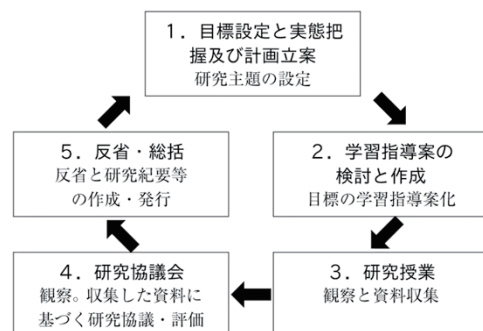 1．目標設定と実態把
握及び計画立案
研究主題の設定
2．学習指導案の
検討と作成
目標の学習指導案化
3．研究授業
観察と資料収集
4．研究協議会
観察。収集した資料に
基づく研究協議・評価
5．反省・総括
反省と研究紀要等
の作成・発行